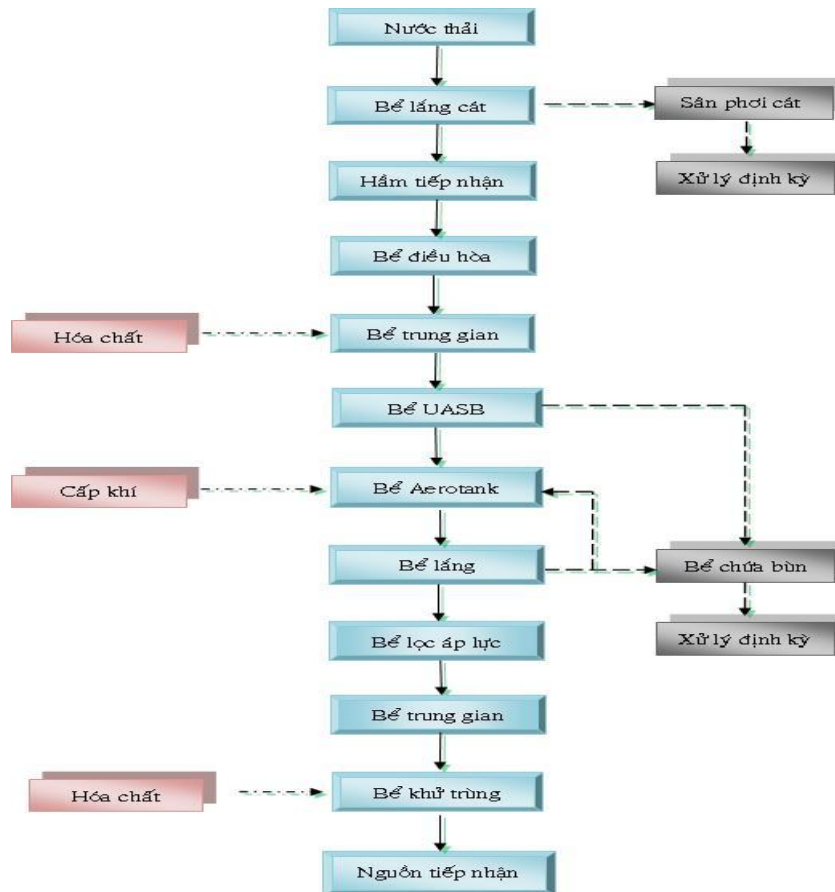 Nước thải
Bể lắng cát
Sân phơi cát
Hầm tiếp nhận
Xử lý định kỳ
Bể điều hòa
Hóa chất
Bể trung gian
Bể UASB
Cấp khí
Bể Aerotank
Bể lắng
Bể chứa bùn
Bể lọc áp lực
Xử lý định kỳ
Bể trung gian
Hóa chất
Bể khử trùng
Nguồn tiếp nhận